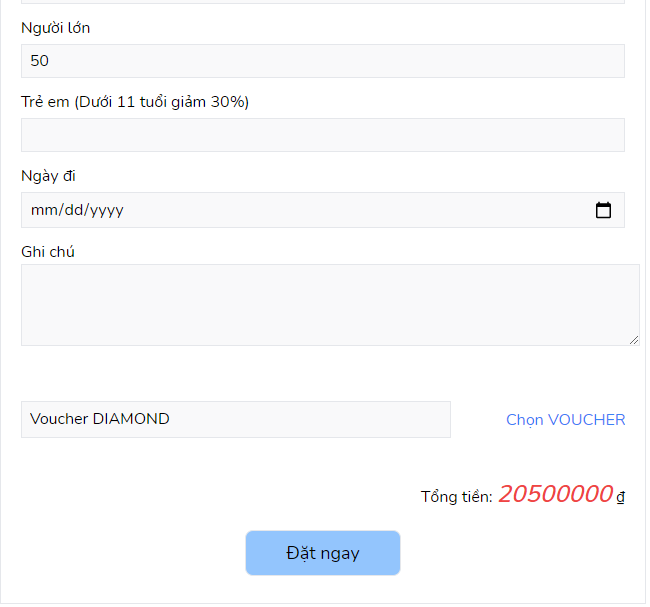 Người lớn
50
Trẻ em (Dưới 11 tuổi giảm 30%)
Ngày đi
mm/dd/yyyy
Ghi chú
Voucher DIAMOND
Chọn VOUCHER
Tổng tiền: 20500000 ₫
Đặt ngay